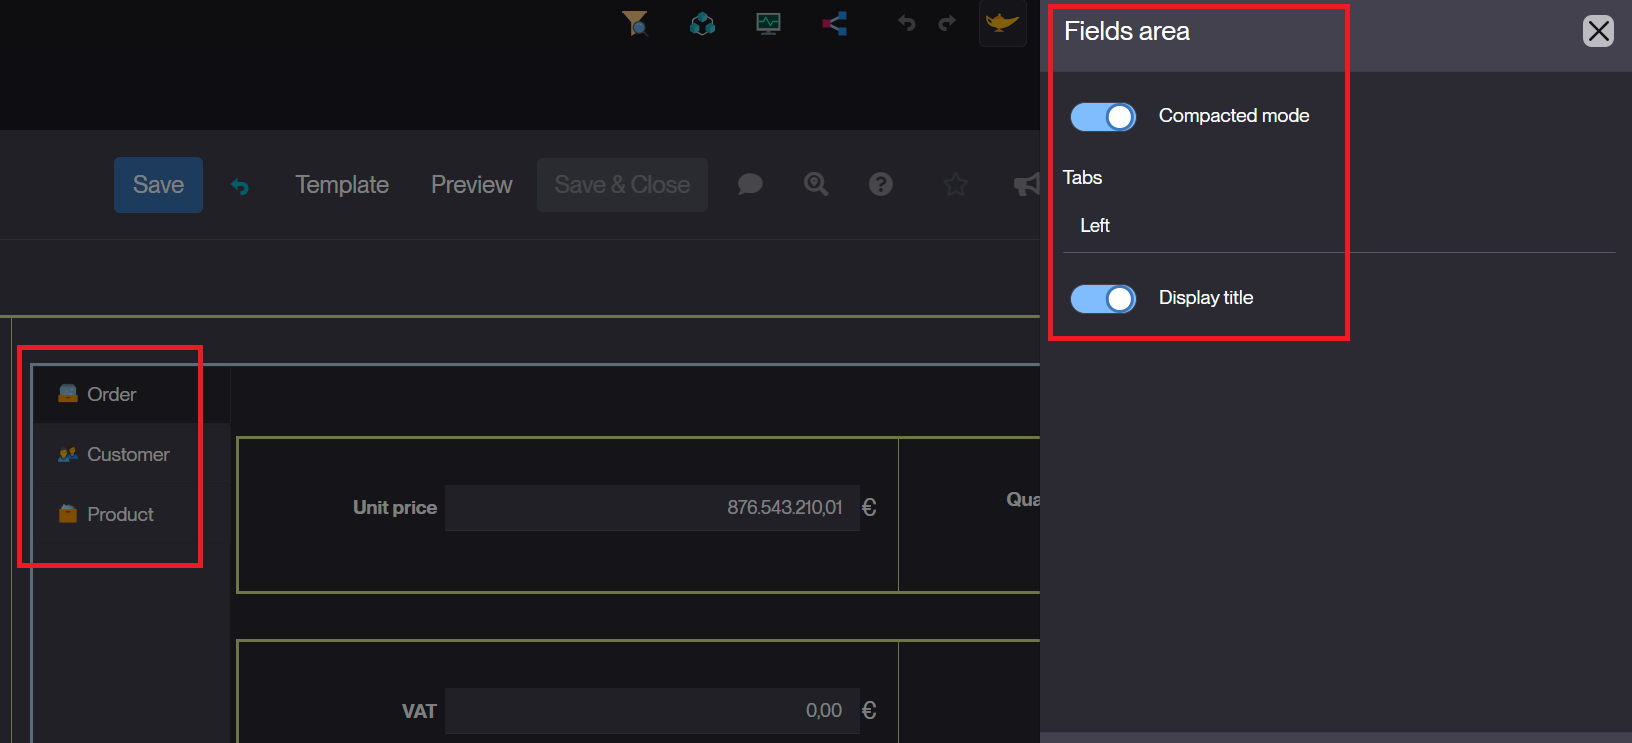 Fields area
Compacted mode
Tabs
Left
Display title
Save Template Preview Save & Close
Order
Customer
Product
Unit price 876.543.210,01 €
Qua
VAT 0,00 €